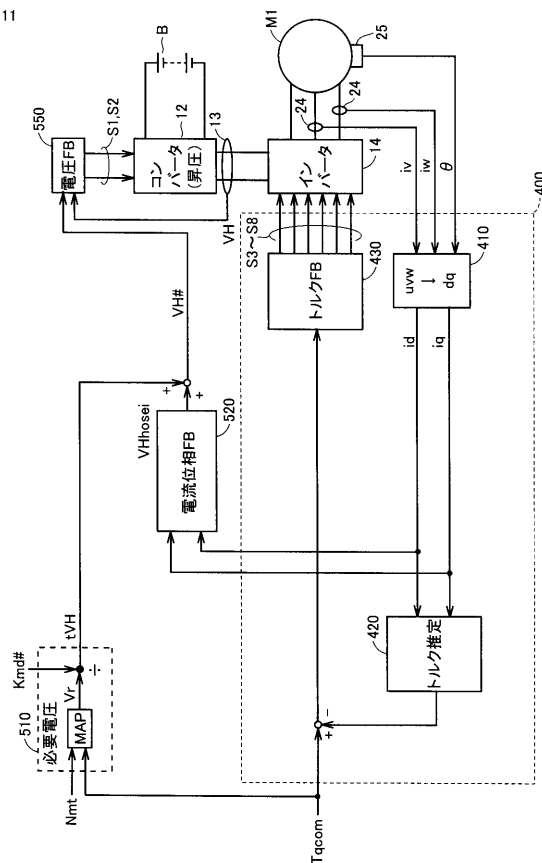 11
Nmt
510
必要電圧
MAP
Vr
Kmd#
÷
tVH
VHhosei
電流位相FB
520
+
+
VH#
550
電圧FB
S1,S2
B
12
コンバータ
(昇圧)
13
VH
M1
25
24
24
14
インバータ
iv
iw
θ
S3～S8
400
430
トルクFB
410
uvw
↓
dq
id
iq
420
トルク推定
Tqcom
+
−